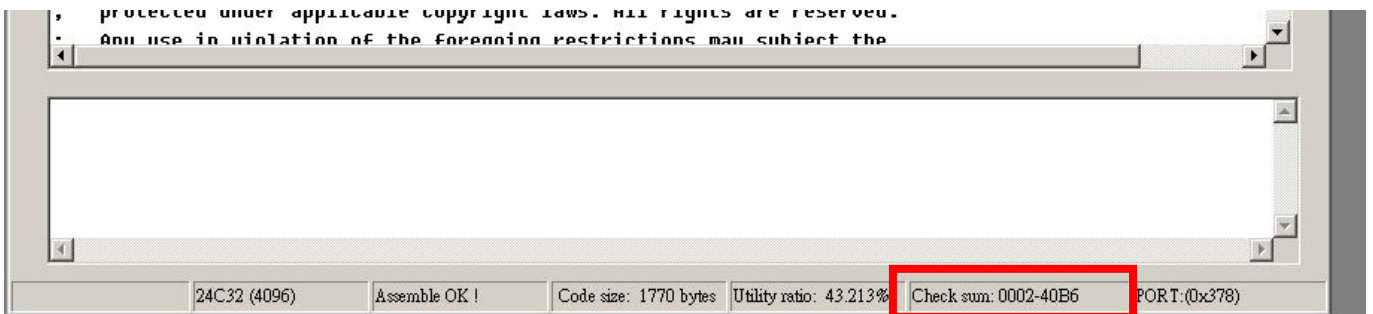 ; protected under applicable copyright laws. All rights are reserved.
; Any use in violation of the foregoing restrictions may subject the
24C32 (4096) Assemble OK ! Code size: 1770 bytes Utility ratio: 43.213% Check sum: 0002-40B6 PORT:(0x378)